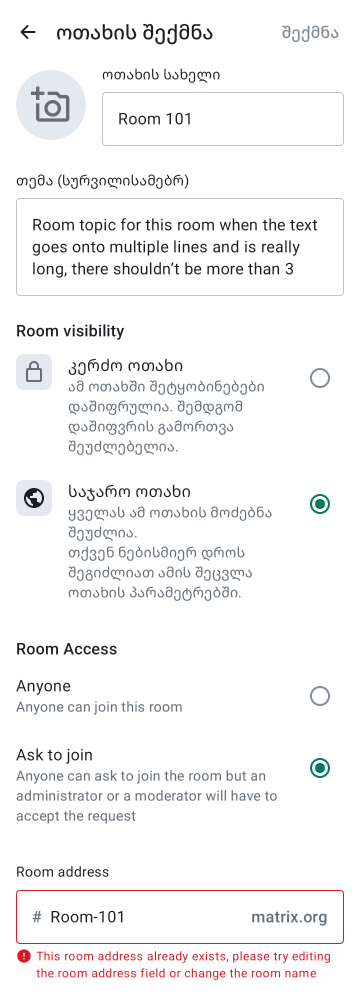 ოთახის შექმნა
შექმნა
ოთახის სახელი
Room 101
თემა (სურვილისამებრ)
Room topic for this room when the text
goes onto multiple lines and is really
long, there shouldn’t be more than 3
Room visibility
კერძო ოთახი
ამ ოთახში შეტყობინებები
დაშიფრულია. შემდგომ
დაშიფვრის გამორთვა
შეუძლებელია.
საჯარო ოთახი
ყველას ამ ოთახის მოძებნა
შეუძლია.
თქვენ ნებისმიერ დროს
შეგიძლიათ ამის შეცვლა
ოთახის პარამეტრებში.
Room Access
Anyone
Anyone can join this room
Ask to join
Anyone can ask to join the room but an
administrator or a moderator will have to
accept the request
Room address
# Room-101 matrix.org
This room address already exists, please try editing
the room address field or change the room name